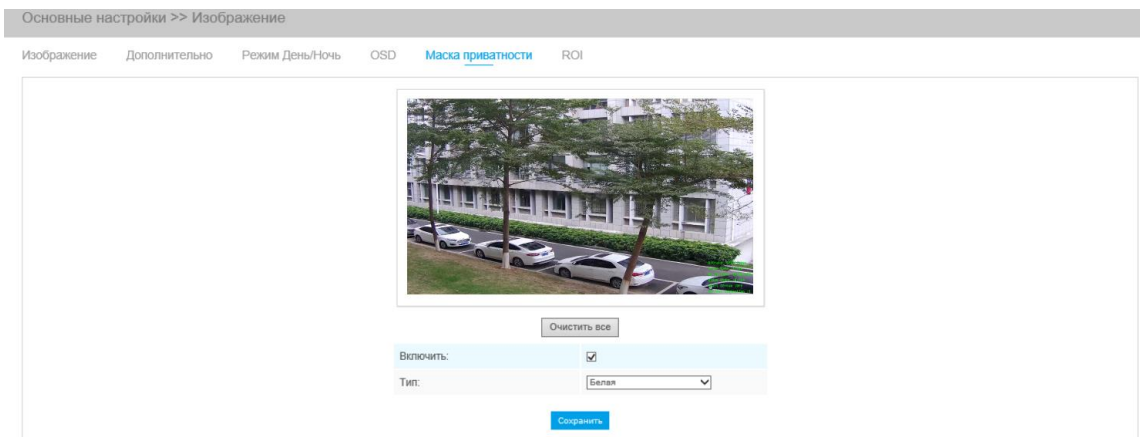 Основные настройки >> Изображение
Изображение Дополнительно Режим День/Ночь OSD Маска приватности ROI
Очистить все
Включить:
Тип: Белая
Сохранить